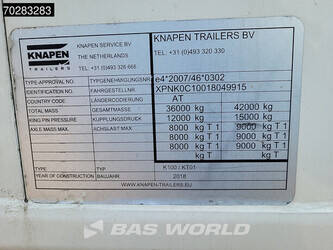 70283283
KNAPEN
TRAILERS
KNAPEN SERVICE BV
THE NETHERLANDS
TEL. +31 (0)493 326 666
KNAPEN TRAILERS BV
TEL: +31 (0)493 320 330
TYPE-APPROVAL NO. TYPGENEHMIGUNGSNR e4*2007/46*0302
IDENTIFICATION NO. FAHRGESTELLNR. XPNK0C10018049915
COUNTRY CODE LÄNDERCODIERUNG AT
TOTAL MASS MAX. GESAMTLAST 36000 kg 42000 kg
KING PIN PRESSURE KUPPLUNGSDRUCK 12000 kg 15000 kg
AXLE MASS MAX. ACHSLAST MAX. 8000 kg T 1 9000 kg T 1
8000 kg T 1 9000 kg T 1
8000 kg T 1 9000 kg T 1
TYPE TYP K100 / KT01
YEAR OF CONSTRUCTION BAUJAHR 2018
WWW.KNAPEN-TRAILERS.EU
BAS WORLD